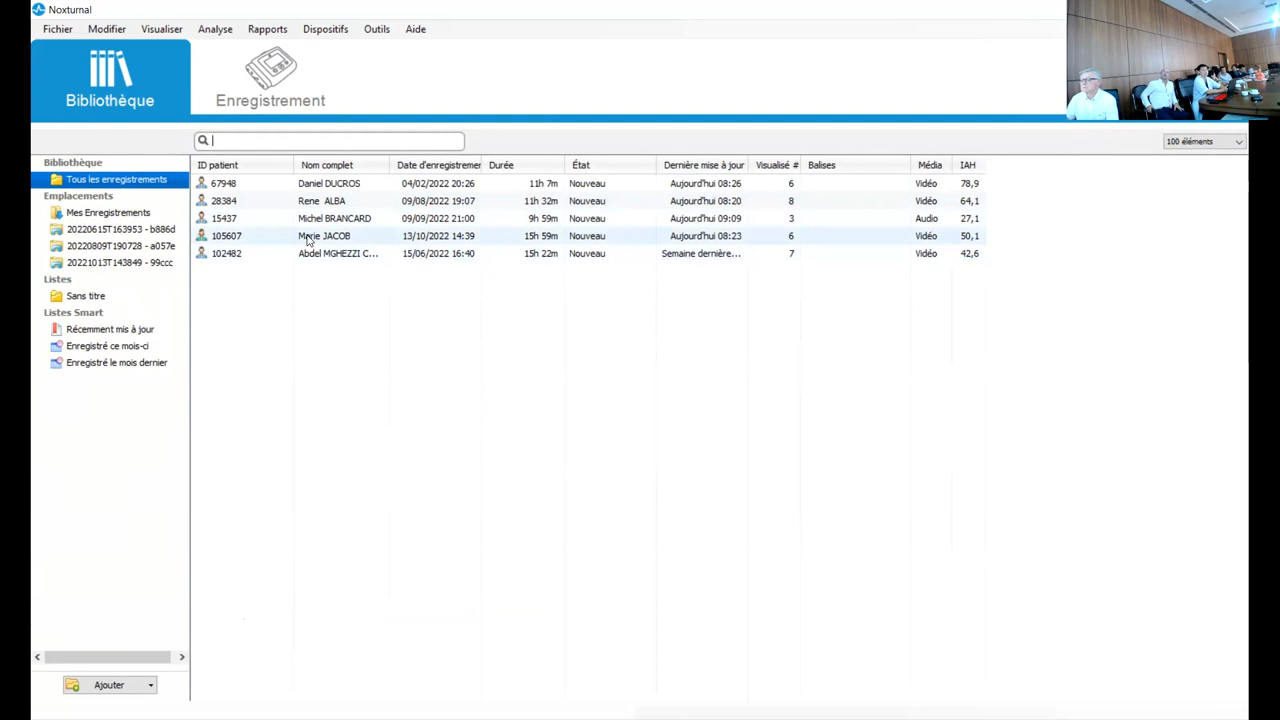 Noxturnal
Fichier Modifier Visualiser Analyse Rapports Dispositifs Outils Aide
Bibliothèque
Enregistrement
100 éléments
Bibliothèque
Tous les enregistrements
Emplacements
Mes Enregistrements
20220615T163953 - b886d
20220809T190728 - a057e
20221013T143849 - 99ccc
Listes
Sans titre
Listes Smart
Récemment mis à jour
Enregistré ce mois-ci
Enregistré le mois dernier
Ajouter
ID patient Nom complet Date d'enregistremer Durée État Dernière mise à jour Visualisé # Balises Média IAH
67948 Daniel DUCROS 04/02/2022 20:26 11h 7m Nouveau Aujourd'hui 08:26 6 Vidéo 78,9
28384 Rene ALBA 09/08/2022 19:07 11h 32m Nouveau Aujourd'hui 08:20 8 Vidéo 64,1
15437 Michel BRANCARD 09/09/2022 21:00 9h 59m Nouveau Aujourd'hui 09:09 3 Audio 27,1
105607 Marie JACOB 13/10/2022 14:39 15h 59m Nouveau Aujourd'hui 08:23 6 Vidéo 50,1
102482 Abdel MGHEZZI C... 15/06/2022 16:40 15h 22m Nouveau Semaine dernière... 7 Vidéo 42,6